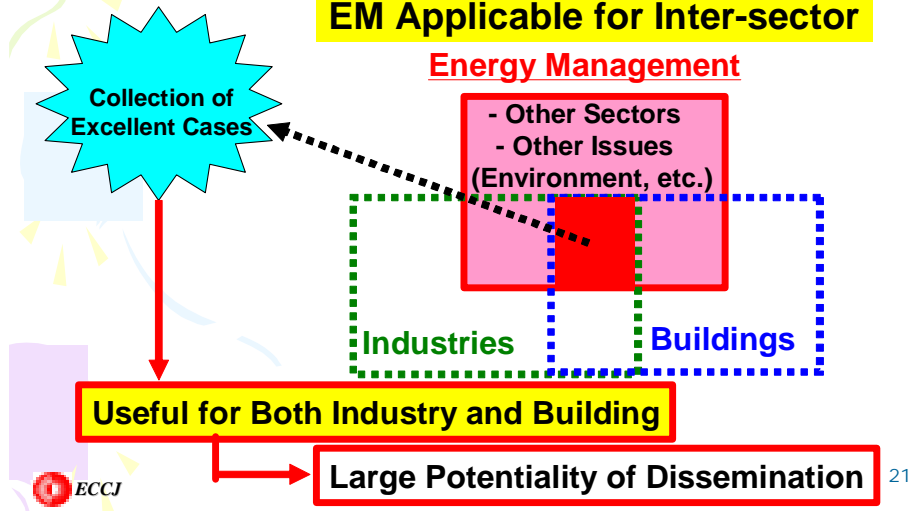 EM Applicable for Inter-sector
Energy Management
Collection of
Excellent Cases
- Other Sectors
- Other Issues
(Environment, etc.)
Industries
Buildings
Useful for Both Industry and Building
Large Potentiality of Dissemination
ECCJ
21